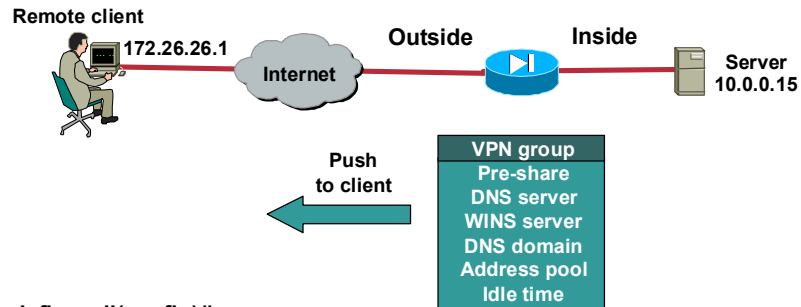 Remote client
172.26.26.1
Internet
Outside
Inside
Server
10.0.0.15
Push
to client
VPN group
Pre-share
DNS server
WINS server
DNS domain
Address pool
Idle time